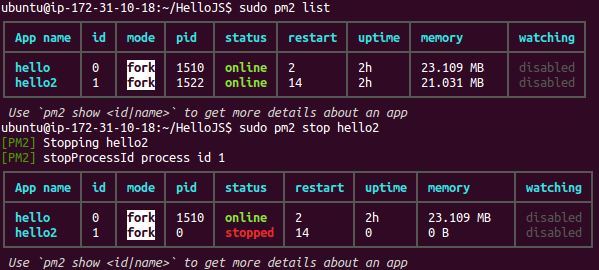 ubuntu@ip-172-31-10-18:~/HelloJS$ sudo pm2 list
App name id mode pid status restart uptime memory watching
hello 0 fork 1510 online 2 2h 23.109 MB disabled
hello2 1 fork 1522 online 14 2h 21.031 MB disabled
Use `pm2 show <id|name>` to get more details about an app
ubuntu@ip-172-31-10-18:~/HelloJS$ sudo pm2 stop hello2
[PM2] Stopping hello2
[PM2] stopProcessId process id 1
App name id mode pid status restart uptime memory watching
hello 0 fork 1510 online 2 2h 23.109 MB disabled
hello2 1 fork 0 stopped 14 0 0 B disabled
Use `pm2 show <id|name>` to get more details about an app